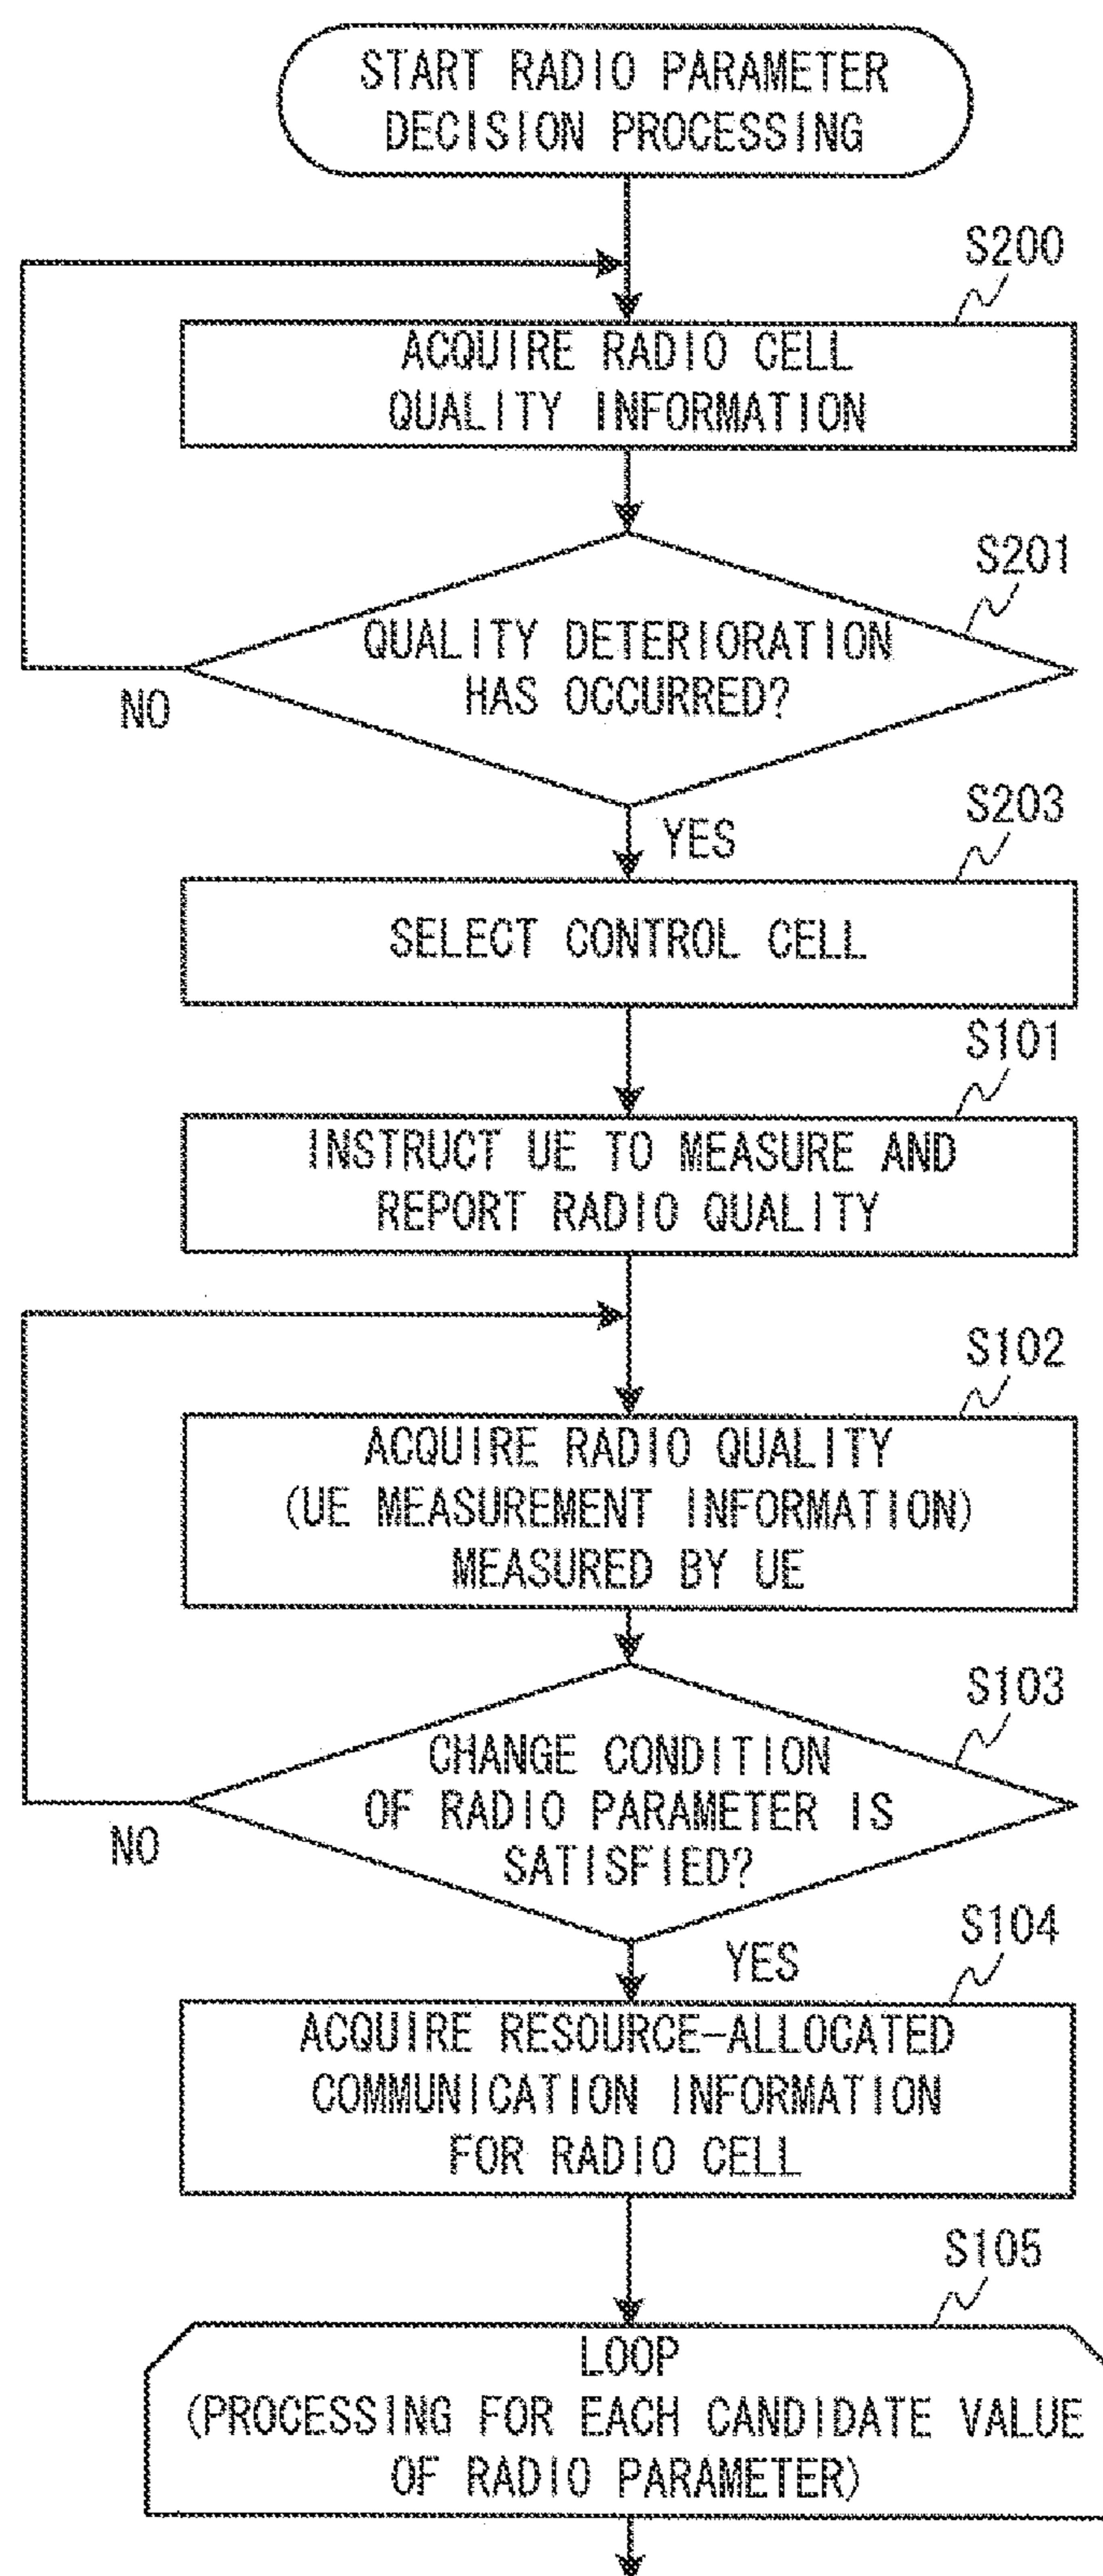 START RADIO PARAMETER
DECISION PROCESSING
S200
ACQUIRE RADIO CELL
QUALITY INFORMATION
S201
QUALITY DETERIORATION
HAS OCCURRED?
NO
YES
S203
SELECT CONTROL CELL
S101
INSTRUCT UE TO MEASURE AND
REPORT RADIO QUALITY
S102
ACQUIRE RADIO QUALITY
(UE MEASUREMENT INFORMATION)
MEASURED BY UE
S103
CHANGE CONDITION
OF RADIO PARAMETER IS
SATISFIED?
NO
YES
S104
ACQUIRE RESOURCE-ALLOCATED
COMMUNICATION INFORMATION
FOR RADIO CELL
S105
LOOP
(PROCESSING FOR EACH CANDIDATE VALUE
OF RADIO PARAMETER)